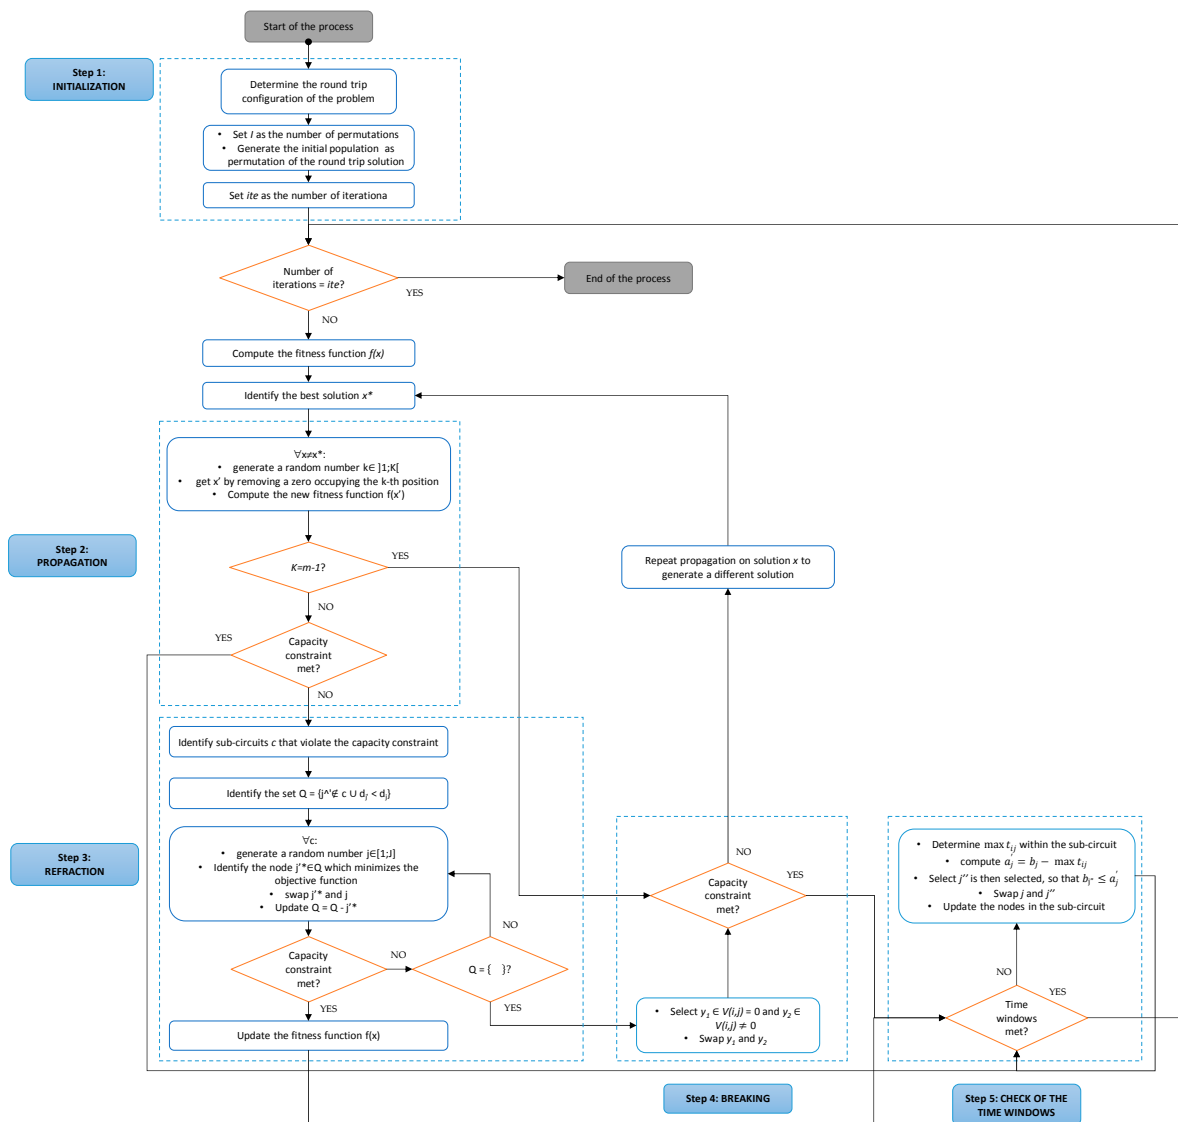 Start of the process
Step 1:
INITIALIZATION
Determine the round trip
configuration of the problem
• Set I as the number of permutations
• Generate the initial population as
permutation of the round trip solution
Set ite as the number of iterationa
Number of
iterations = ite?
YES
End of the process
NO
Compute the fitness function f(x)
Identify the best solution x*
∀x≠x*:
• generate a random number k∈ ]1;K[
• get x' by removing a zero occupying the k-th position
• Compute the new fitness function f(x')
Step 2:
PROPAGATION
K=m-1?
YES
NO
Repeat propagation on solution x to
generate a different solution
YES
Capacity
constraint
met?
NO
Identify sub-circuits c that violate the capacity constraint
Identify the set Q = {j^'∉ c ∪ dj' < dj}
Step 3:
REFRACTION
∀c:
• generate a random number j∈[1;J]
• Identify the node j'*∈Q which minimizes the
objective function
• swap j'* and j
• Update Q = Q - j'*
NO
Capacity
constraint
met?
NO
Q = { }?
YES
YES
Update the fitness function f(x)
NO
Capacity
constraint
met?
YES
• Select y₁ ∈ V(i,j) = 0 and y₂ ∈
V(i,j) ≠ 0
• Swap y₁ and y₂
Step 4: BREAKING
• Determine max tij within the sub-circuit
• compute a'j = bj − max tij
• Select j'' is then selected, so that bj'' ≤ a'j
• Swap j and j''
• Update the nodes in the sub-circuit
NO
YES
Time
windows
met?
Step 5: CHECK OF THE
TIME WINDOWS